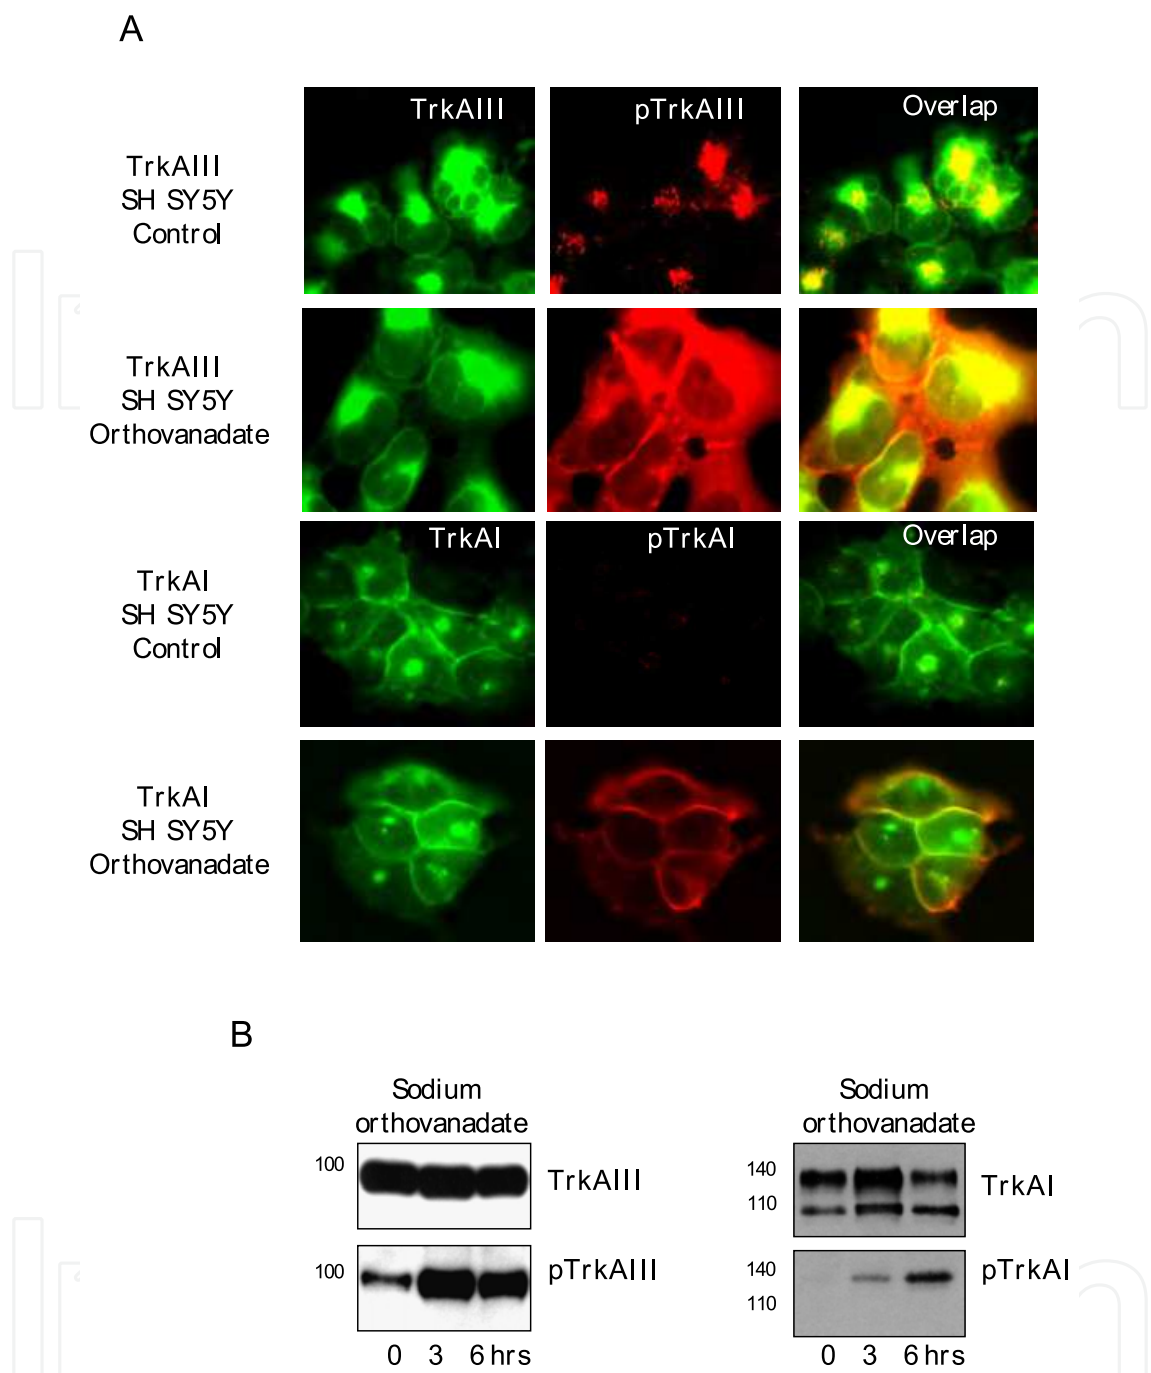 A
TrkAIII
pTrkAIII
Overlap
TrkAIII
SH SY5Y
Control
TrkAIII
SH SY5Y
Orthovanadate
TrkAI
pTrkAI
Overlap
TrkAI
SH SY5Y
Control
TrkAI
SH SY5Y
Orthovanadate
B
Sodium
orthovanadate
100
TrkAIII
100
pTrkAIII
0 3 6 hrs
Sodium
orthovanadate
140
110
TrkAI
140
110
pTrkAI
0 3 6 hrs